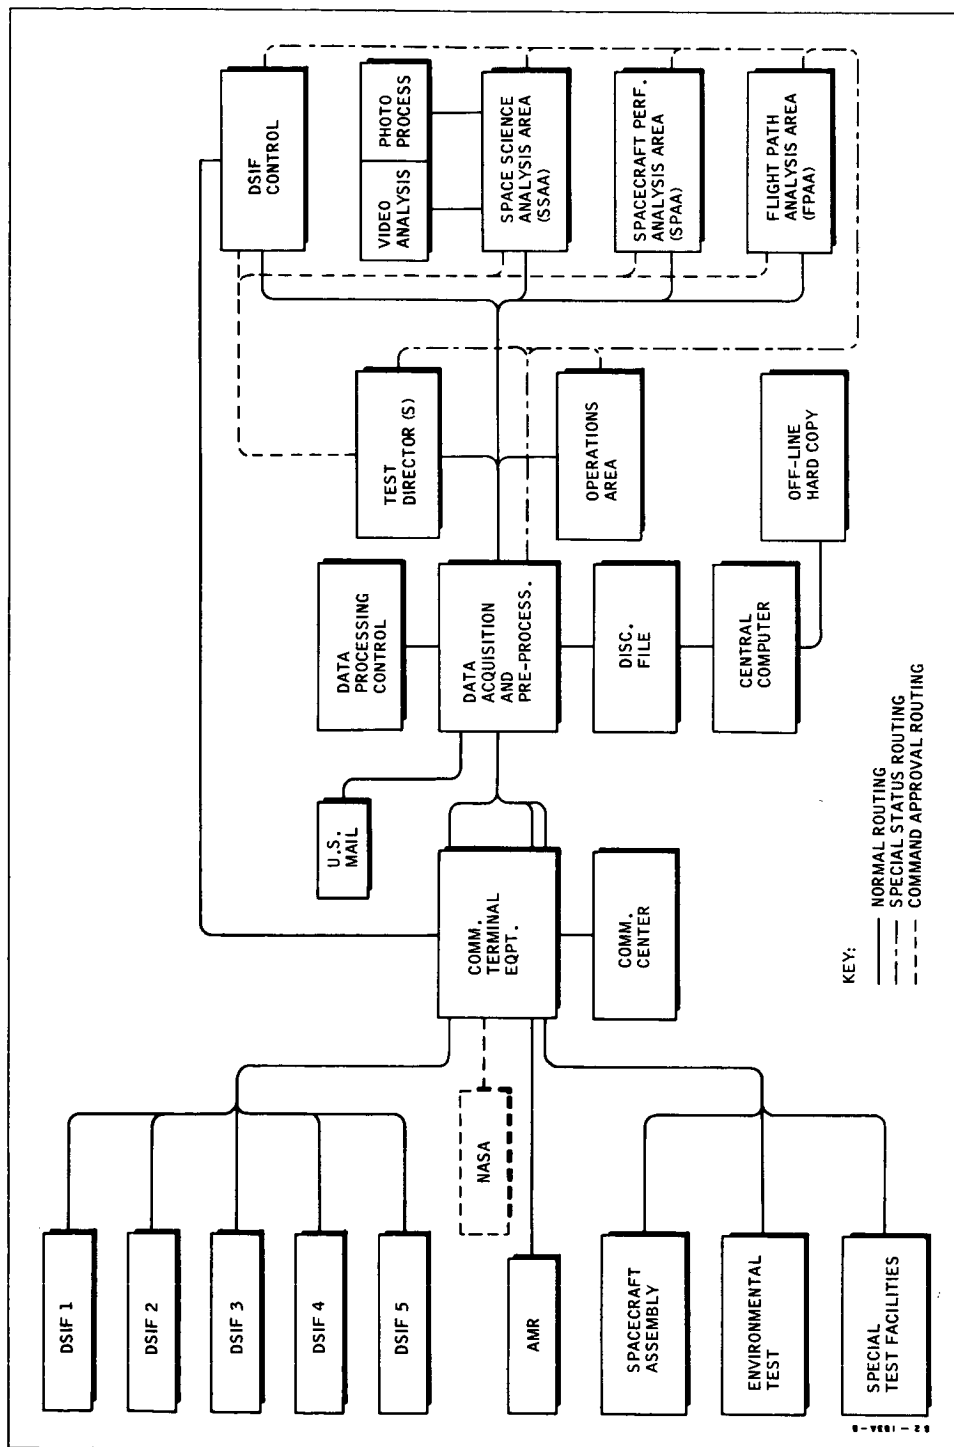 DSIF 1
DSIF 2
DSIF 3
DSIF 4
DSIF 5
NASA
AMR
SPACECRAFT
ASSEMBLY
ENVIRONMENTAL
TEST
SPECIAL
TEST FACILITIES
COMM.
TERMINAL
EQPT.
COMM.
CENTER
U.S.
MAIL
DATA
PROCESSING
CONTROL
DATA
ACQUISITION
AND
PRE-PROCESS.
DISC.
FILE
CENTRAL
COMPUTER
OFF-LINE
HARD COPY
TEST
DIRECTOR (S)
OPERATIONS
AREA
DSIF
CONTROL
VIDEO
ANALYSIS
PHOTO
PROCESS
SPACE SCIENCE
ANALYSIS AREA
(SSAA)
SPACECRAFT PERF.
ANALYSIS AREA
(SPAA)
FLIGHT PATH
ANALYSIS AREA
(FPAA)
KEY:
NORMAL ROUTING
SPECIAL STATUS ROUTING
COMMAND APPROVAL ROUTING